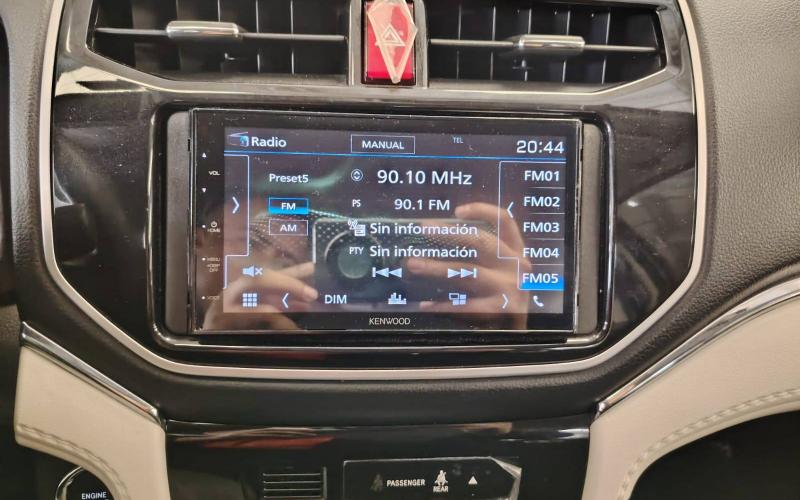 Radio MANUAL TEL 20:44
VOL
Preset5 90.10 MHz FM01
FM PS 90.1 FM FM02
AM Sin información FM03
HOME
PTY Sin información FM04
MENU
FM05
DIM
KENWOOD
PASSENGER REAR
ENGINE